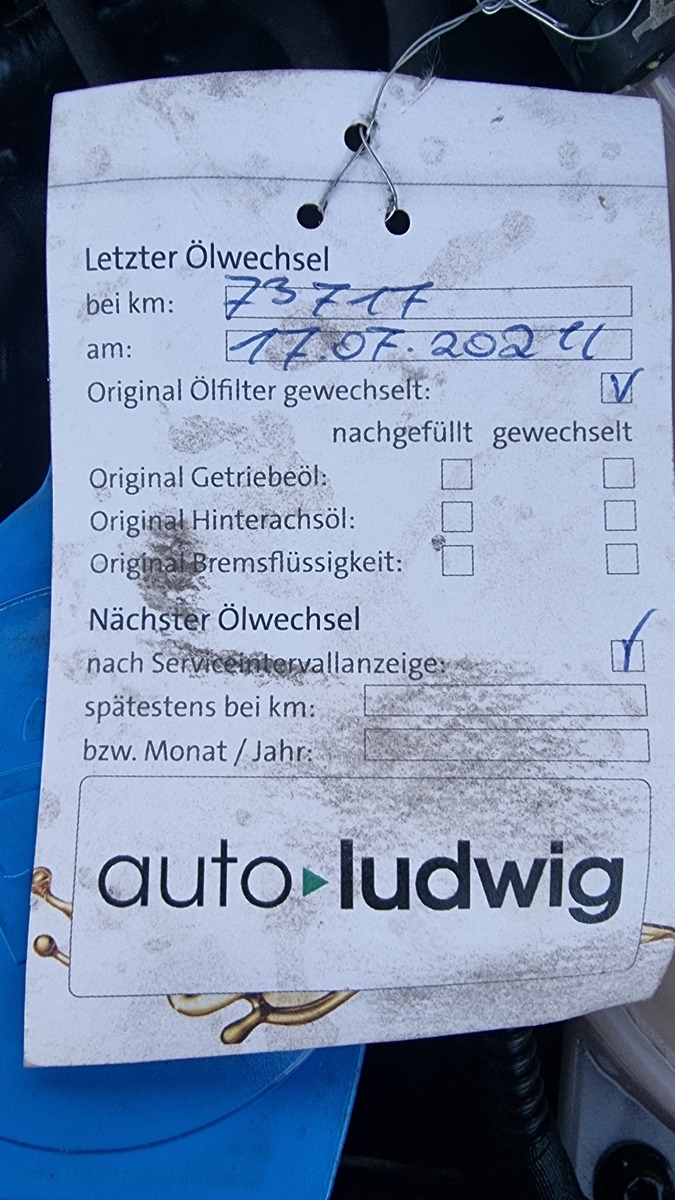 Letzter Ölwechsel
bei km: 73717
am: 17.07.2024
Original Ölfilter gewechselt:
nachgefüllt gewechselt
Original Getriebeöl:
Original Hinterachsöl:
Original Bremsflüssigkeit:
Nächster Ölwechsel
nach Serviceintervallanzeige:
spätestens bei km:
bzw. Monat / Jahr:
auto ludwig